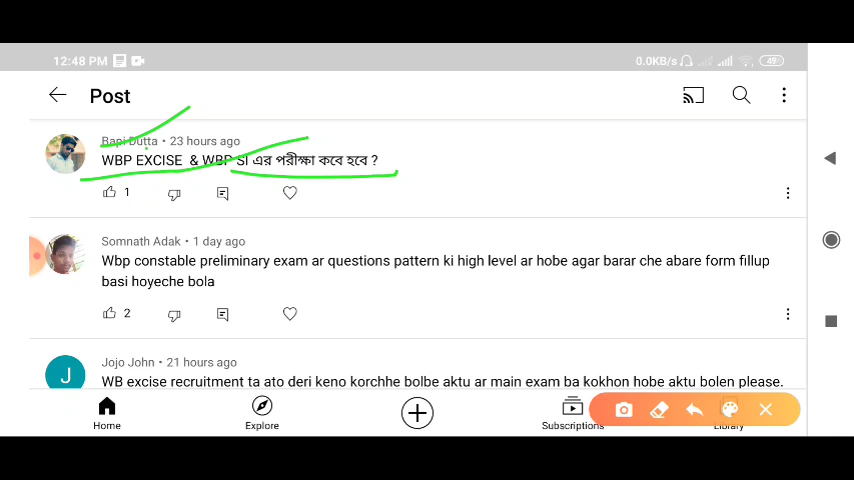 12:48 PM
0.0KB/s
49
Post
Bapi Dutta • 23 hours ago
WBP EXCISE & WBP SI এর পরীক্ষা কবে হবে ?
1
Somnath Adak • 1 day ago
Wbp constable preliminary exam ar questions pattern ki high level ar hobe agar barar che abare form fillup
basi hoyeche bola
2
J
Jojo John • 21 hours ago
WB excise recruitment ta ato deri keno korchhe bolbe aktu ar main exam ba kokhon hobe aktu bolen please.
Home
Explore
Subscriptions
Library